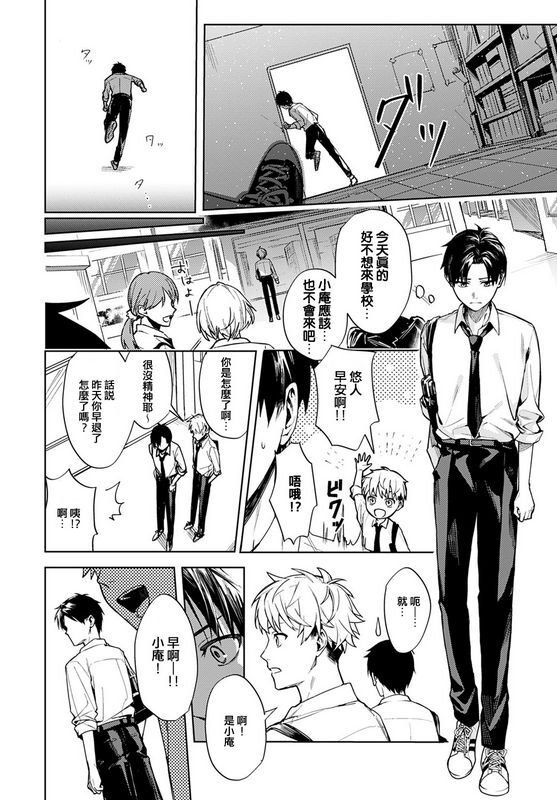 ダッ
ダッ
タッ
タッ
今天真的
好不想來學校…
小庵應該…
也不會來吧…
おはよー
悠人
早安啊!!
唔哦!?
ビクッ
你是怎麼了啊…
很沒精神耶~
話說
昨天你早退了
怎麼了嗎?
咦!?
啊…
呃…!
就…
啊!
是小庵
早啊─!!
小庵!